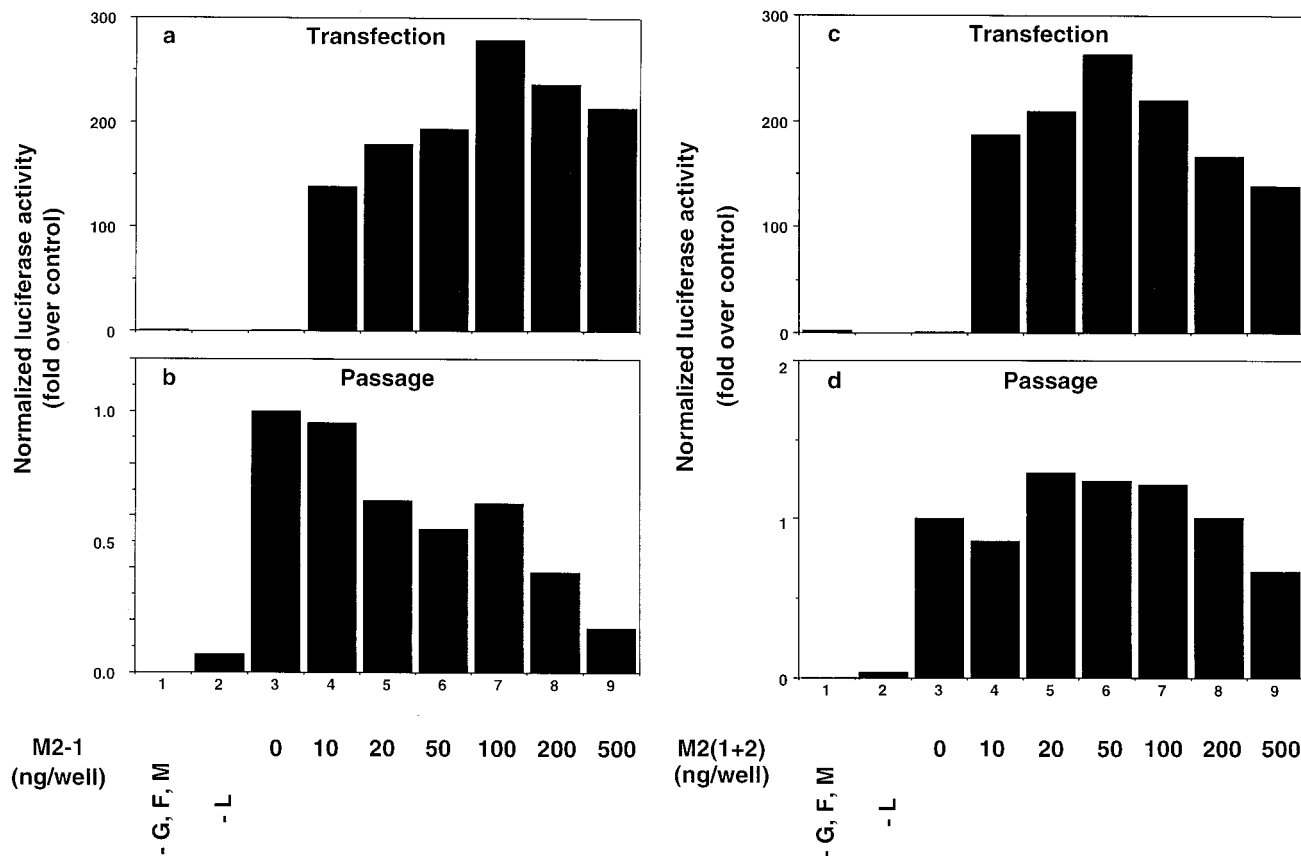 a
Transfection
300
200
100
0
Normalized luciferase activity
(fold over control)
b
Passage
1.0
0.5
0.0
1 2 3 4 5 6 7 8 9
M2-1
(ng/well)
0 10 20 50 100 200 500
- G, F, M
- L
c
Transfection
300
200
100
0
Normalized luciferase activity
(fold over control)
d
Passage
2
1
0
1 2 3 4 5 6 7 8 9
M2(1+2)
(ng/well)
0 10 20 50 100 200 500
- G, F, M
- L